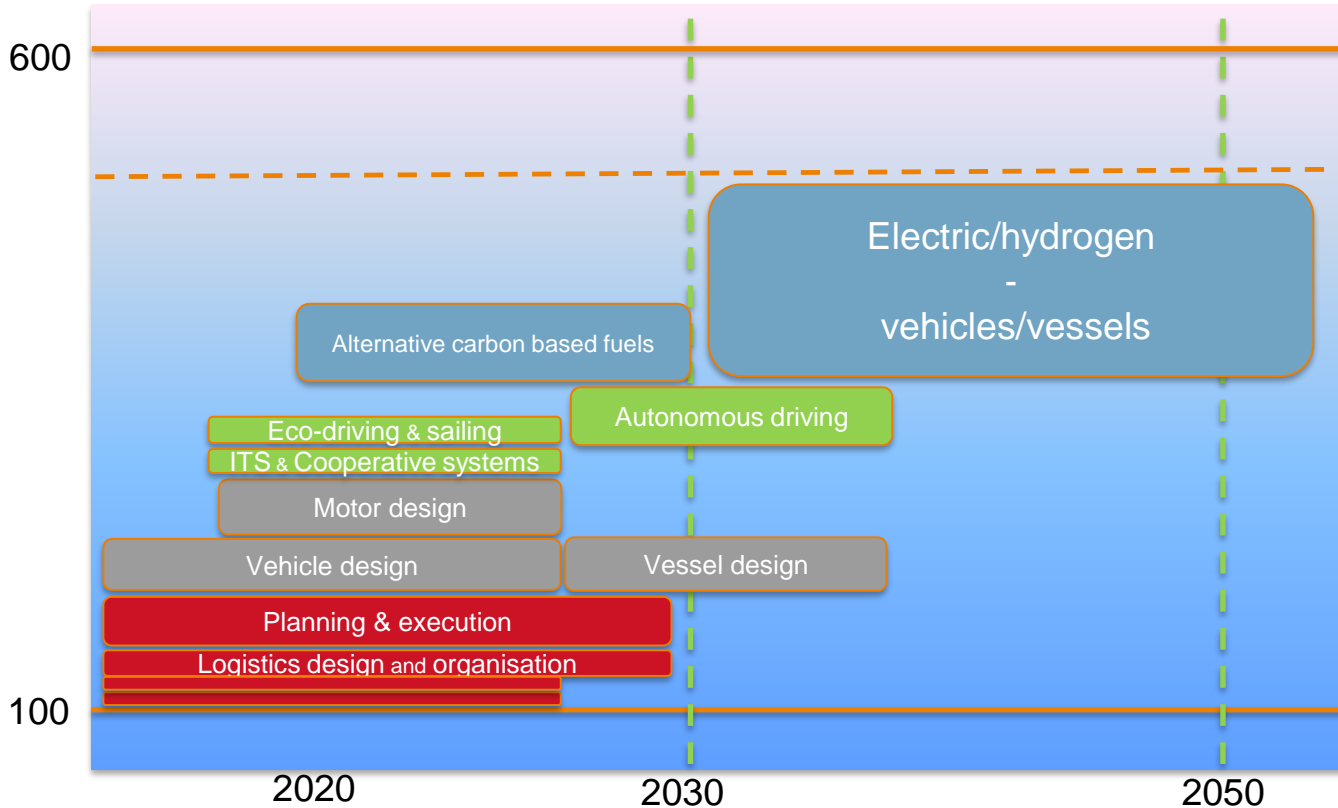 600
Electric/hydrogen
-
vehicles/vessels
Alternative carbon based fuels
Autonomous driving
Eco-driving & sailing
ITS & Cooperative systems
Motor design
Vehicle design
Vessel design
Planning & execution
Logistics design and organisation
100
2020
2030
2050